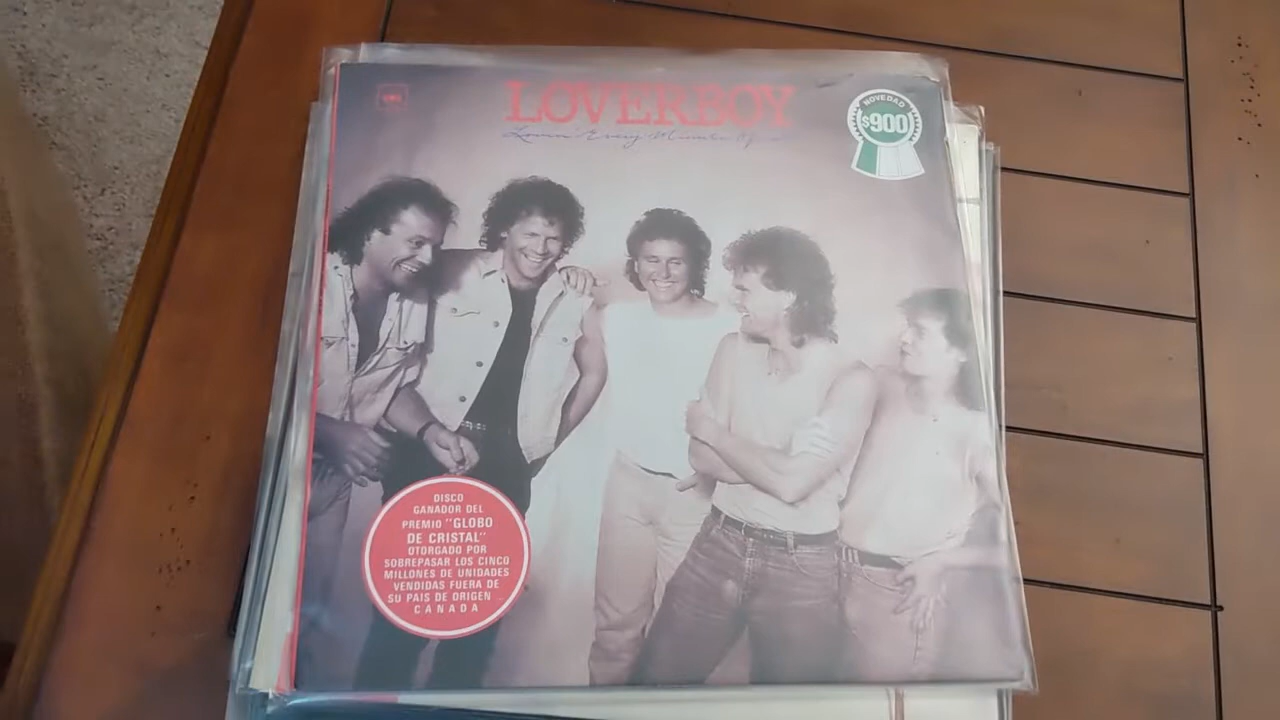 LOVERBOY
Lovin' Every Minute of It
NOVEDAD
$900
DISCO
GANADOR DEL
PREMIO "GLOBO
DE CRISTAL"
OTORGADO POR
SOBREPASAR LOS CINCO
MILLONES DE UNIDADES
VENDIDAS FUERA DE
SU PAIS DE ORIGEN
CANADA